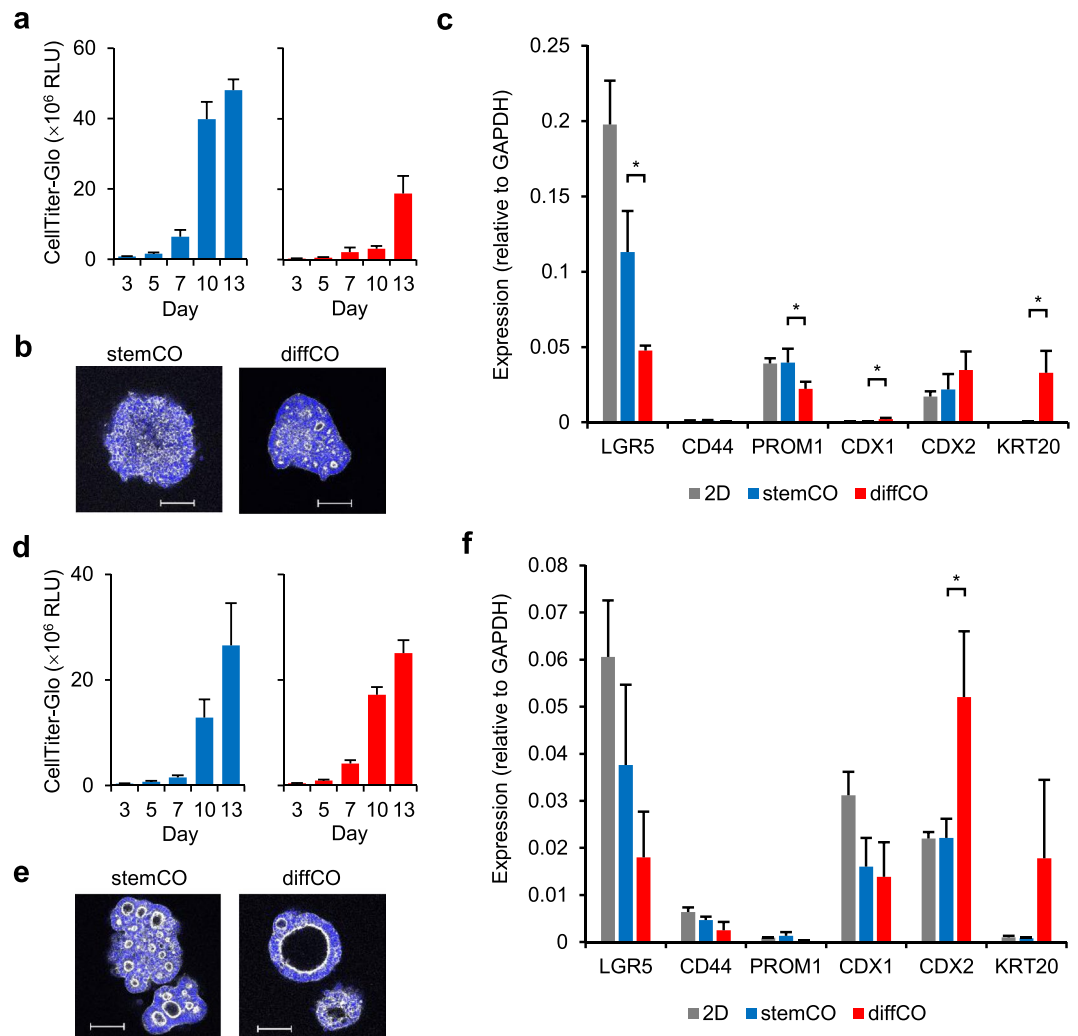 a
60
40
20
0
CellTiter-Glo (×10⁶ RLU)
3 5 7 10 13
Day
3 5 7 10 13
Day
b
stemCO
diffCO
c
0.25
0.2
0.15
0.1
0.05
0
Expression (relative to GAPDH)
*
*
*
*
LGR5 CD44 PROM1 CDX1 CDX2 KRT20
2D stemCO diffCO
d
40
20
0
CellTiter-Glo (×10⁶ RLU)
3 5 7 10 13
Day
3 5 7 10 13
Day
e
stemCO
diffCO
f
0.08
0.07
0.06
0.05
0.04
0.03
0.02
0.01
0
Expression (relative to GAPDH)
*
LGR5 CD44 PROM1 CDX1 CDX2 KRT20
2D stemCO diffCO